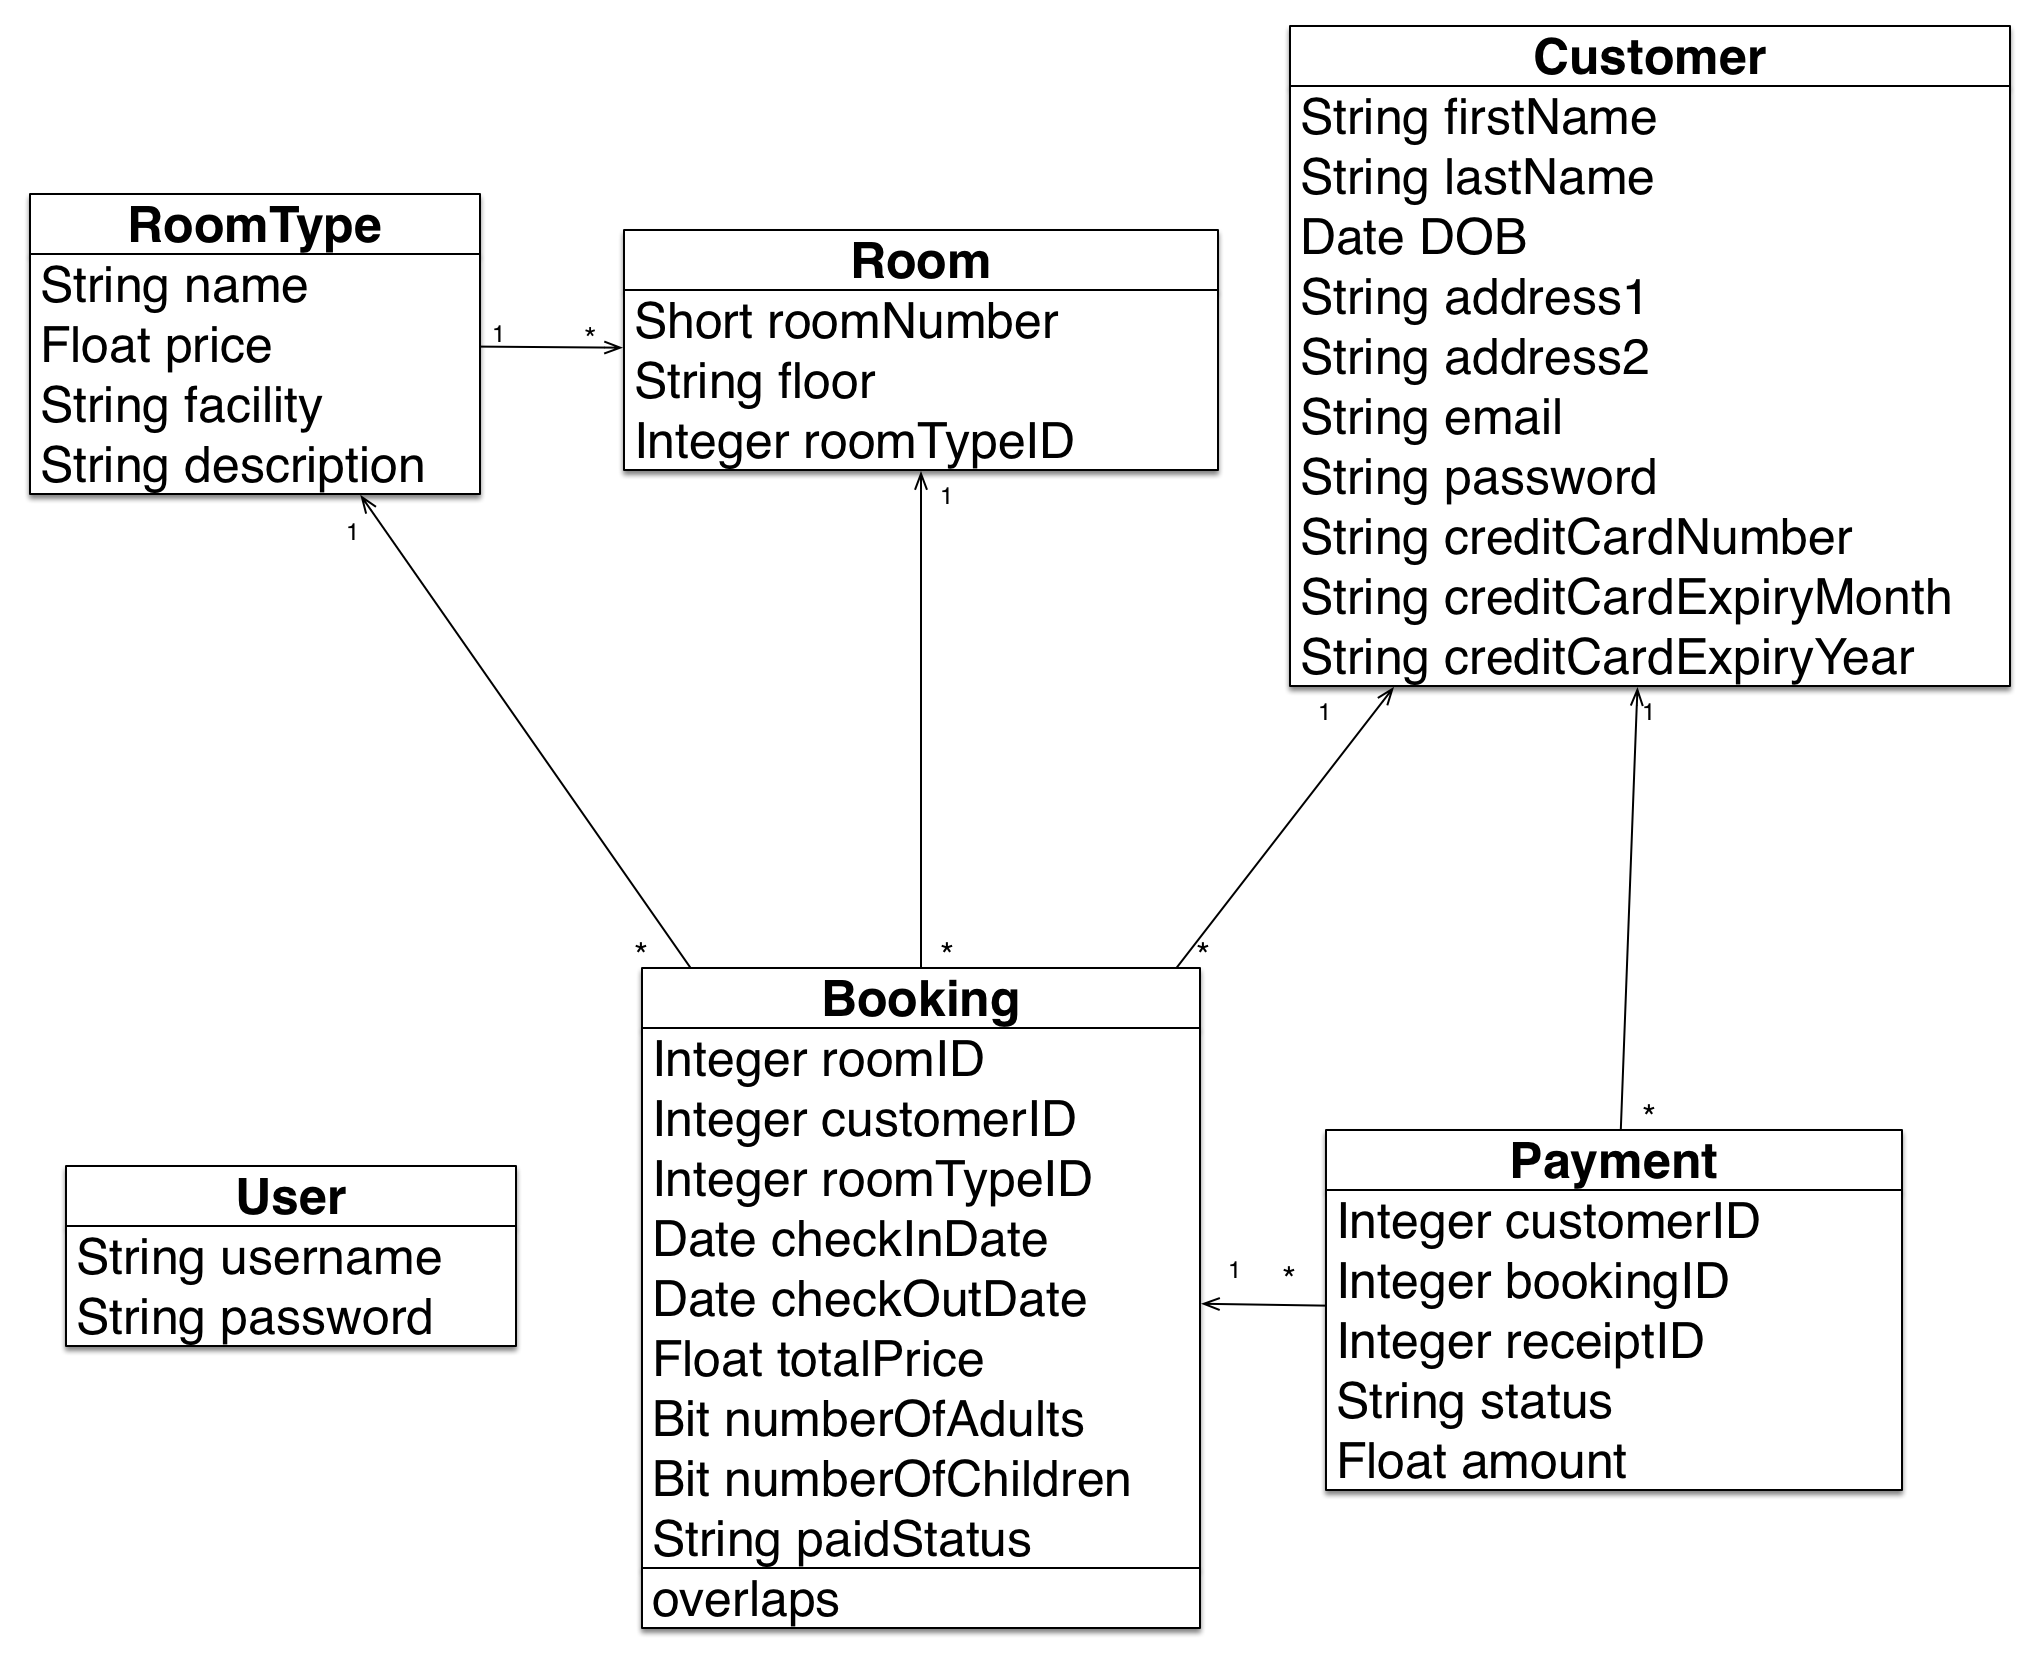 Customer
String firstName
String lastName
Date DOB
String address1
String address2
String email
String password
String creditCardNumber
String creditCardExpiryMonth
String creditCardExpiryYear
RoomType
String name
Float price
String facility
String description
1
*
Room
Short roomNumber
String floor
Integer roomTypeID
1
1
1
1
*
*
*
*
Booking
Integer roomID
Integer customerID
Integer roomTypeID
Date checkInDate
Date checkOutDate
Float totalPrice
Bit numberOfAdults
Bit numberOfChildren
String paidStatus
overlaps
1
*
Payment
Integer customerID
Integer bookingID
Integer receiptID
String status
Float amount
User
String username
String password